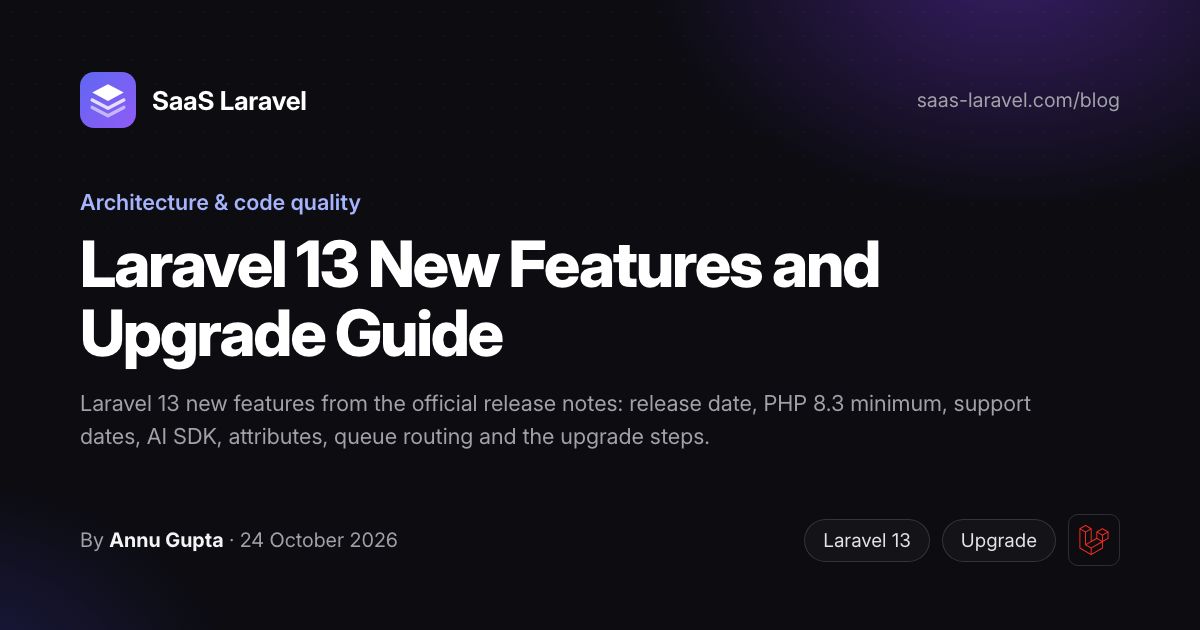 SaaS Laravel
saas-laravel.com/blog
Architecture & code quality
Laravel 13 New Features and
Upgrade Guide
Laravel 13 new features from the official release notes: release date, PHP 8.3 minimum, support
dates, AI SDK, attributes, queue routing and the upgrade steps.
By Annu Gupta · 24 October 2026
Laravel 13
Upgrade